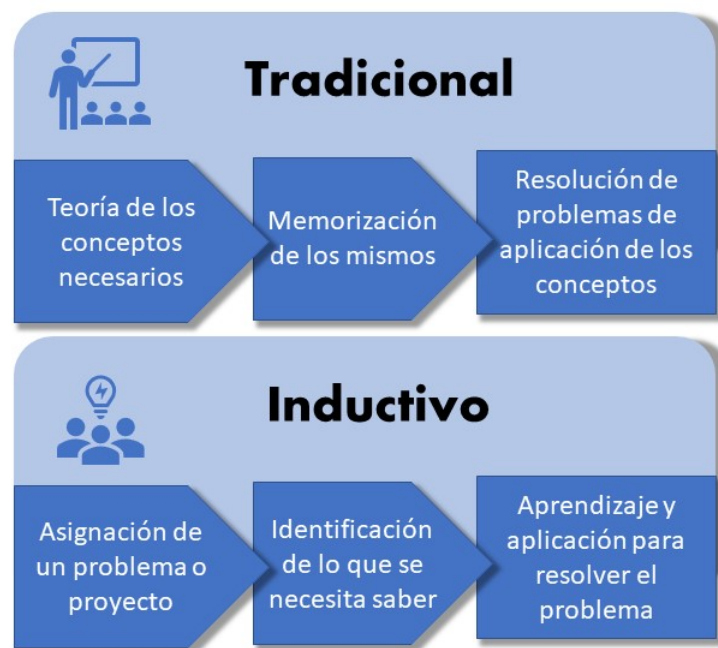 Tradicional
Teoría de los
conceptos
necesarios
Memorización
de los mismos
Resolución de
problemas de
aplicación de los
conceptos
Inductivo
Asignación de
un problema o
proyecto
Identificación
de lo que se
necesita saber
Aprendizaje y
aplicación para
resolver el
problema